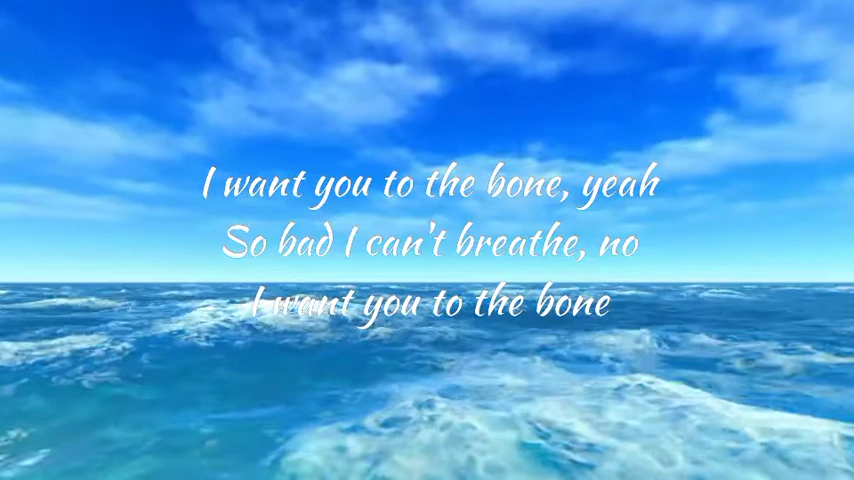 I want you to the bone, yeah
So bad I can't breathe, no
I want you to the bone